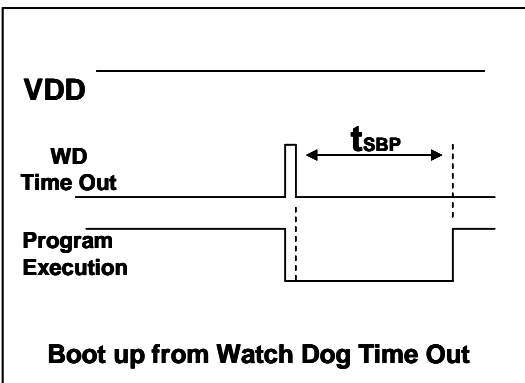 VDD
tSBP
WD
Time Out
Program
Execution
Boot up from Watch Dog Time Out